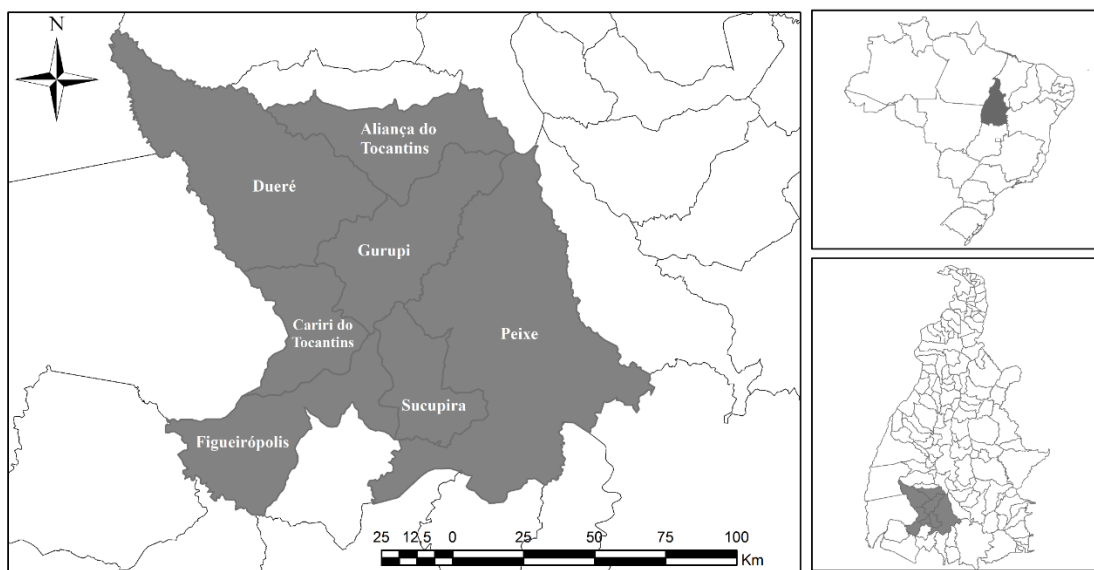 N
Aliança do
Tocantins
Dueré
Gurupi
Cariri do
Tocantins
Peixe
Sucupira
Figueirópolis
25 12,5 0 25 50 75 100
Km